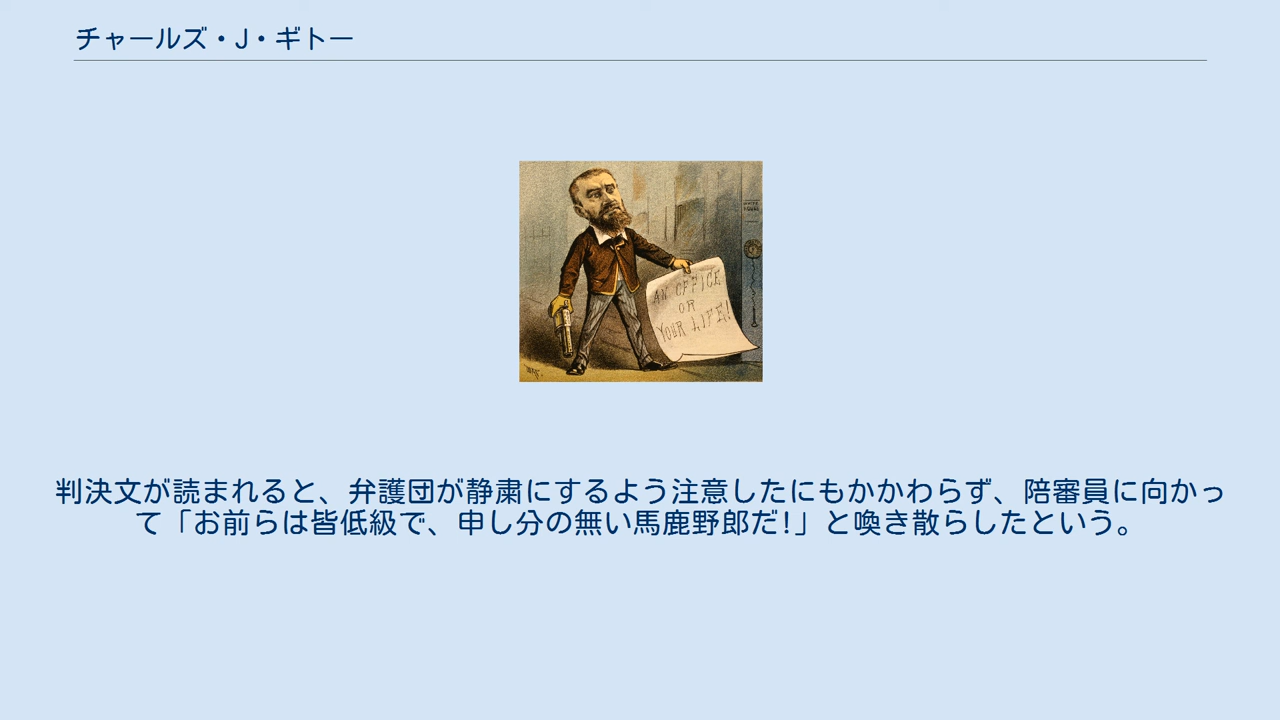 チャールズ・J・ギトー
AN OFFICE
OR
YOUR LIFE!
判決文が読まれると、弁護団が静粛にするよう注意したにもかかわらず、陪審員に向かっ
て「お前らは皆低級で、申し分の無い馬鹿野郎だ!」と喚き散らしたという。